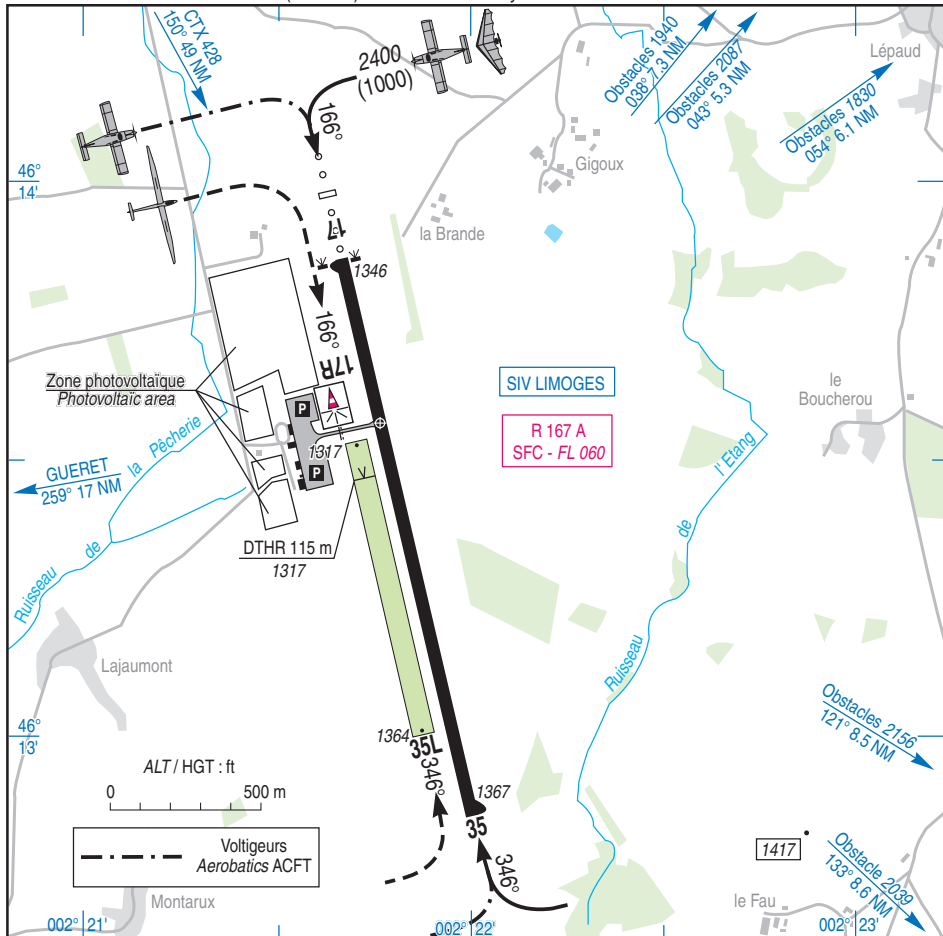 CTX 428
150° 49 NM
2400
(1000)
166°
Obstacles 1940
038° 7.3 NM
Obstacles 2087
043° 5.3 NM
Obstacles 1830
054° 6.1 NM
Lépaud
46°
14'
Gigoux
la Brande
17
1346
166°
17R
Zone photovoltaïque
Photovoltaïc area
P
P
1317
SIV LIMOGES
R 167 A
SFC - FL 060
le
Boucherou
GUERET
259° 17 NM
Ruisseau de la Pêcherie
DTHR 115 m
1317
Ruisseau de l'Etang
Lajaumont
46°
13'
1364
35L
346°
1367
35
346°
Obstacles 2156
121° 8.5 NM
ALT / HGT : ft
0 500 m
Voltigeurs
Aerobatics ACFT
1417
Obstacle 2039
133° 8.6 NM
Montarux
le Fau
002° 21'
002° 22'
002° 23'